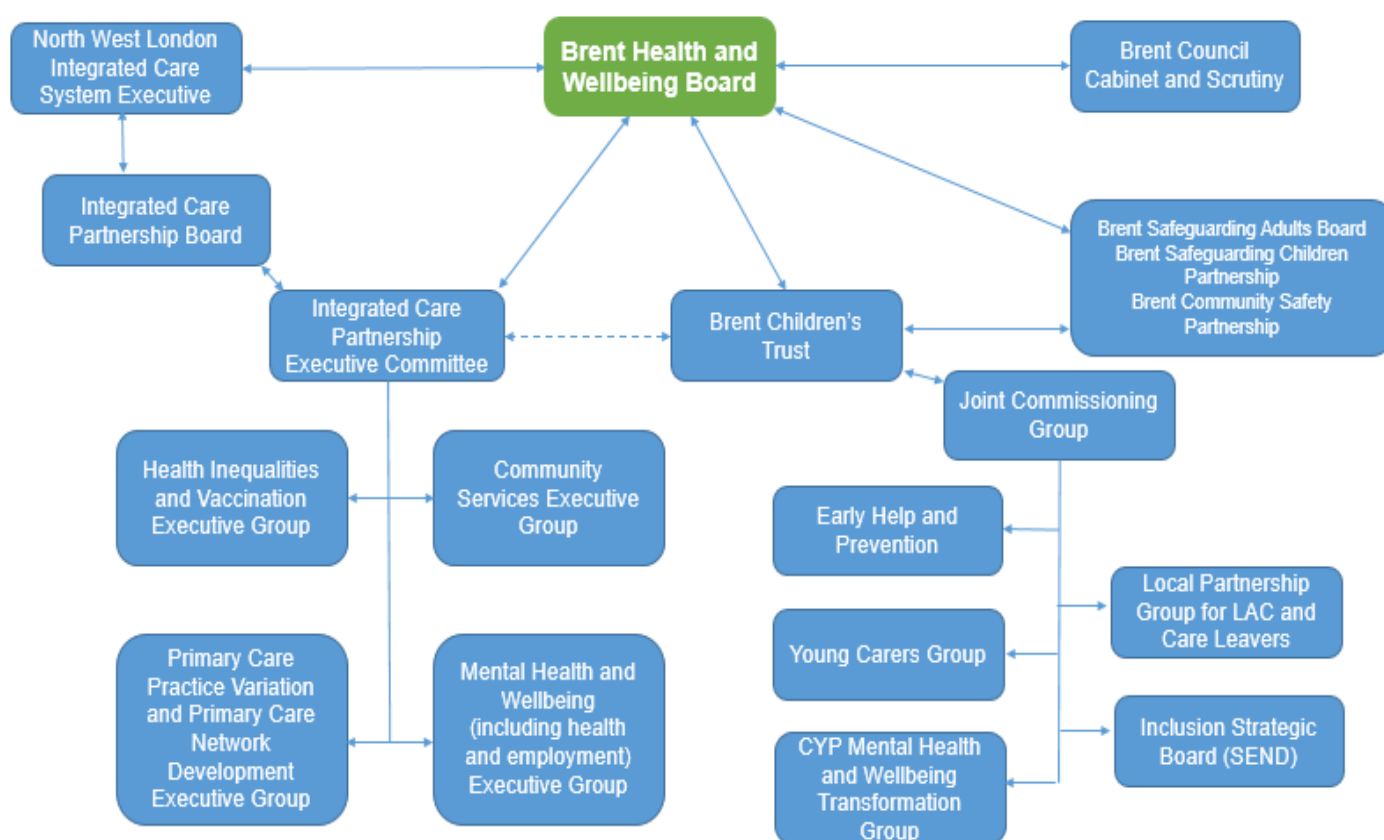 North West London
Integrated Care
System Executive
Brent Health and
Wellbeing Board
Brent Council
Cabinet and Scrutiny
Integrated Care
Partnership Board
Brent Safeguarding Adults Board
Brent Safeguarding Children
Partnership
Brent Community Safety
Partnership
Integrated Care
Partnership
Executive Committee
Brent Children's
Trust
Joint Commissioning
Group
Health Inequalities
and Vaccination
Executive Group
Community
Services Executive
Group
Early Help and
Prevention
Local Partnership
Group for LAC and
Care Leavers
Young Carers Group
Primary Care
Practice Variation
and Primary Care
Network
Development
Executive Group
Mental Health and
Wellbeing
(including health
and employment)
Executive Group
Inclusion Strategic
Board (SEND)
CYP Mental Health
and Wellbeing
Transformation
Group